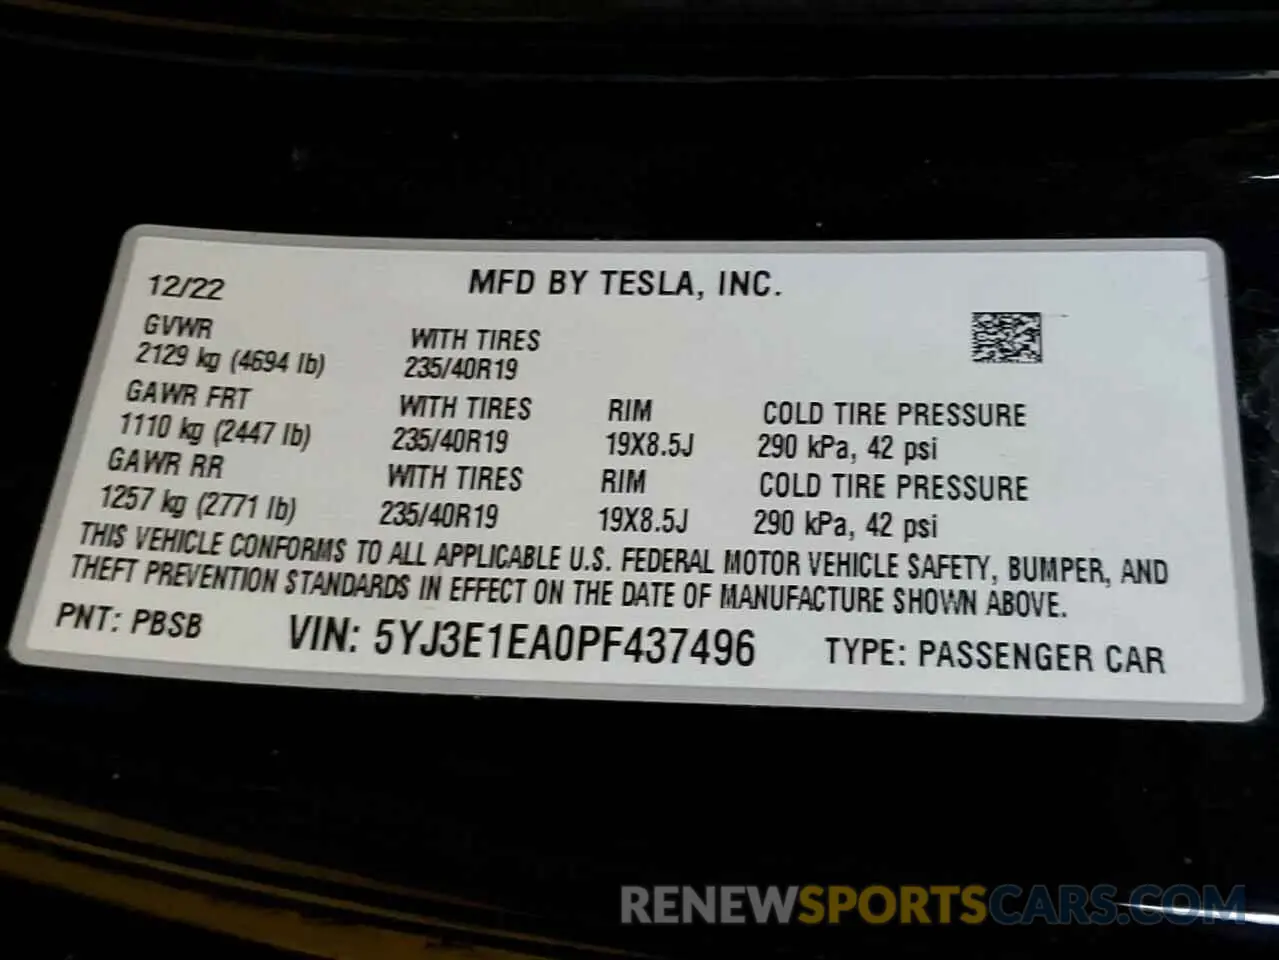 12/22 MFD BY TESLA, INC.
GVWR WITH TIRES
2129 kg (4694 lb) 235/40R19
GAWR FRT WITH TIRES RIM COLD TIRE PRESSURE
1110 kg (2447 lb) 235/40R19 19X8.5J 290 kPa, 42 psi
GAWR RR WITH TIRES RIM COLD TIRE PRESSURE
1257 kg (2771 lb) 235/40R19 19X8.5J 290 kPa, 42 psi
THIS VEHICLE CONFORMS TO ALL APPLICABLE U.S. FEDERAL MOTOR VEHICLE SAFETY, BUMPER, AND
THEFT PREVENTION STANDARDS IN EFFECT ON THE DATE OF MANUFACTURE SHOWN ABOVE.
PNT: PBSB VIN: 5YJ3E1EA0PF437496 TYPE: PASSENGER CAR
RENEWSPORTSCARS.COM